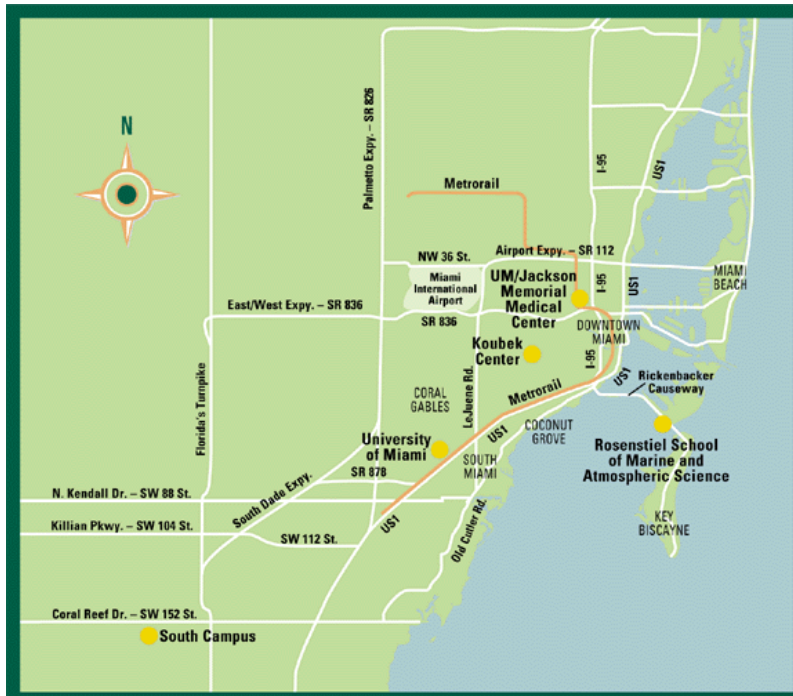 N
Palmetto Expy. – SR 826
I-95
US1
Metrorail
NW 36 St.
Airport Expy. – SR 112
Miami
International
Airport
UM/Jackson
Memorial
Medical
Center
I-95
US1
MIAMI
BEACH
East/West Expy. – SR 836
SR 836
DOWNTOWN
MIAMI
Koubek
Center
I-95
US1
Rickenbacker
Causeway
Florida's Turnpike
LeJuene Rd.
Metrorail
CORAL
GABLES
US1
COCONUT
GROVE
University
of Miami
SOUTH
MIAMI
Rosenstiel School
of Marine and
Atmospheric Science
SR 878
South Dade Expy.
N. Kendall Dr. – SW 88 St.
Killian Pkwy. – SW 104 St.
US1
Old Cutler Rd.
KEY
BISCAYNE
SW 112 St.
Coral Reef Dr. – SW 152 St.
South Campus